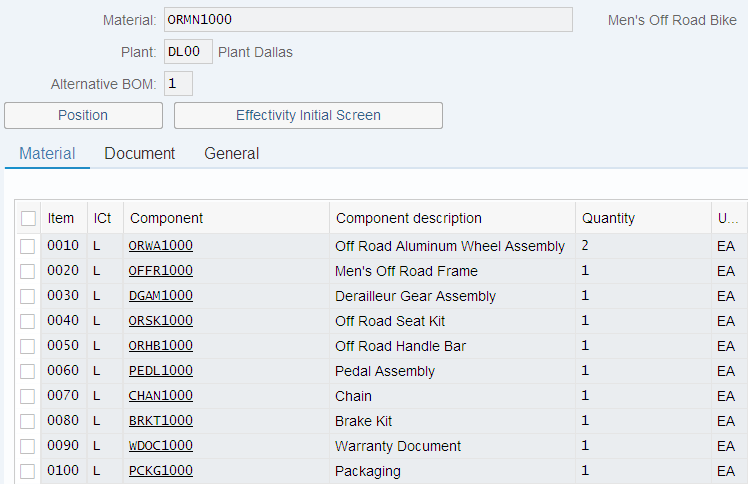 Material: ORMN1000 Men's Off Road Bike
Plant: DL00 Plant Dallas
Alternative BOM: 1
Position Effectivity Initial Screen
Material Document General
Item ICt Component Component description Quantity U...
0010 L ORWA1000 Off Road Aluminum Wheel Assembly 2 EA
0020 L OFFR1000 Men's Off Road Frame 1 EA
0030 L DGAM1000 Derailleur Gear Assembly 1 EA
0040 L ORSK1000 Off Road Seat Kit 1 EA
0050 L ORHB1000 Off Road Handle Bar 1 EA
0060 L PEDL1000 Pedal Assembly 1 EA
0070 L CHAN1000 Chain 1 EA
0080 L BRKT1000 Brake Kit 1 EA
0090 L WDOC1000 Warranty Document 1 EA
0100 L PCKG1000 Packaging 1 EA